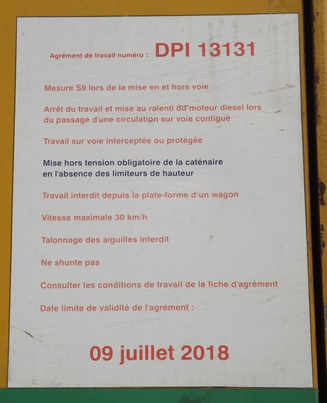 Agrément de travail numéro : DPI 13131
Mesure S9 lors de la mise en et hors voie
Arrêt du travail et mise au ralenti du moteur diesel lors
du passage d'une circulation sur voie contiguë
Travail sur voie interceptée ou protégée
Mise hors tension obligatoire de la caténaire
en l'absence des limiteurs de hauteur
Travail interdit depuis la plate-forme d'un wagon
Vitesse maximale 30 km/h
Talonnage des aiguilles interdit
Ne shunte pas
Consulter les conditions de travail de la fiche d'agrément
Date limite de validité de l'agrément :
09 juillet 2018